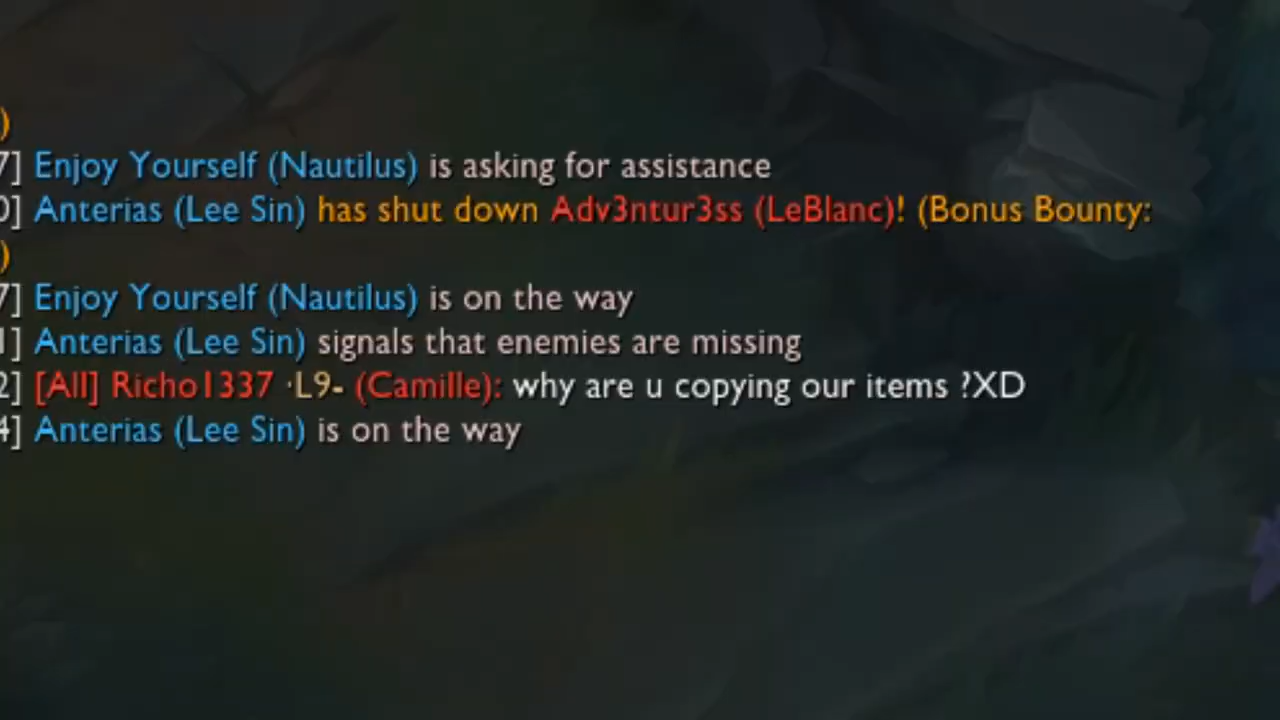 )
7] Enjoy Yourself (Nautilus) is asking for assistance
0] Anterias (Lee Sin) has shut down Adv3ntur3ss (LeBlanc)! (Bonus Bounty:
)
7] Enjoy Yourself (Nautilus) is on the way
1] Anterias (Lee Sin) signals that enemies are missing
2] [All] Richo1337 ·L9- (Camille): why are u copying our items ?XD
4] Anterias (Lee Sin) is on the way